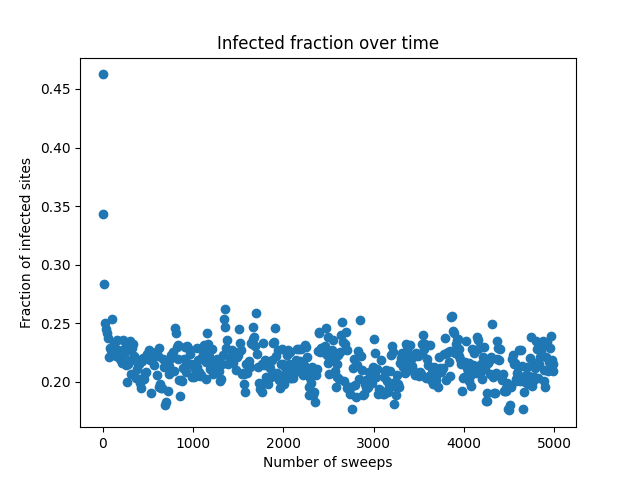 Infected fraction over time
0.45
0.40
0.35
0.30
0.25
0.20
Fraction of infected sites
0 1000 2000 3000 4000 5000
Number of sweeps